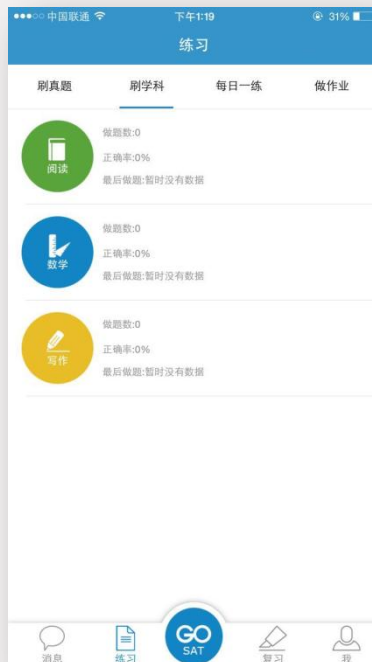 中国联通 下午1:19 31%
练习
刷真题 刷学科 每日一练 做作业
做题数:0
正确率:0%
最后做题:暂时没有数据
阅读
做题数:0
正确率:0%
最后做题:暂时没有数据
数学
做题数:0
正确率:0%
最后做题:暂时没有数据
写作
GO
SAT
消息 练习 复习 我